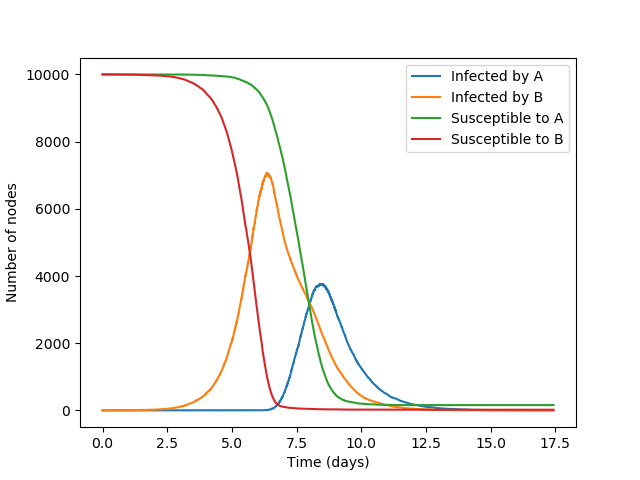 10000
8000
6000
4000
2000
0
Number of nodes
0.0 2.5 5.0 7.5 10.0 12.5 15.0 17.5
Time (days)
Infected by A
Infected by B
Susceptible to A
Susceptible to B